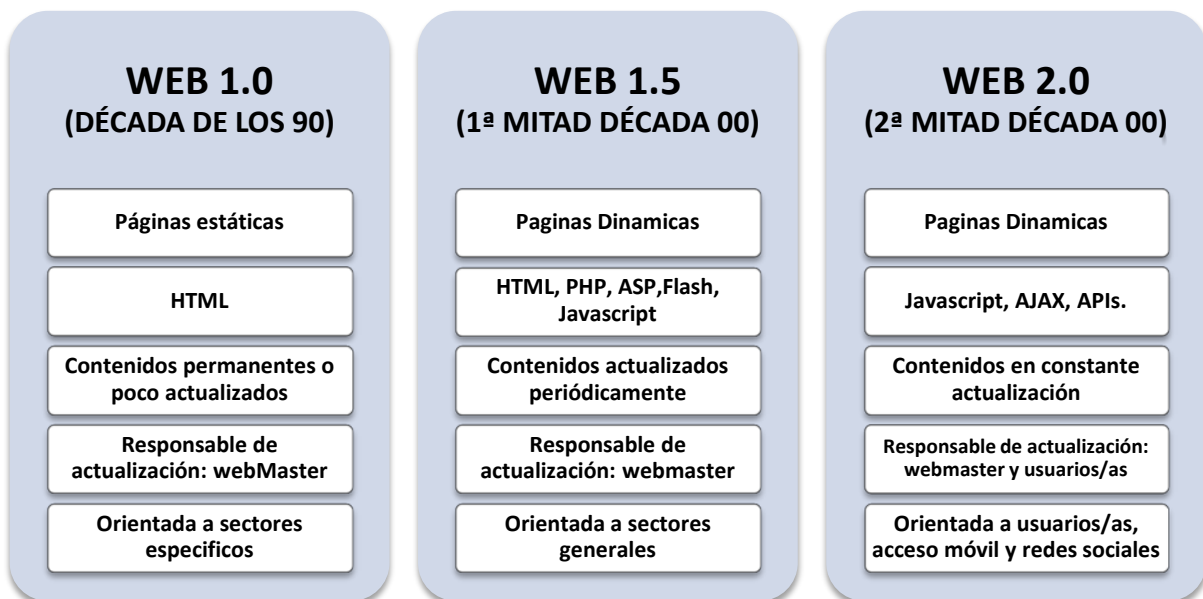 WEB 1.0
(DÉCADA DE LOS 90)
Páginas estáticas
HTML
Contenidos permanentes o
poco actualizados
Responsable de
actualización: webMaster
Orientada a sectores
especificos
WEB 1.5
(1ª MITAD DÉCADA 00)
Paginas Dinamicas
HTML, PHP, ASP,Flash,
Javascript
Contenidos actualizados
periódicamente
Responsable de
actualización: webmaster
Orientada a sectores
generales
WEB 2.0
(2ª MITAD DÉCADA 00)
Paginas Dinamicas
Javascript, AJAX, APIs.
Contenidos en constante
actualización
Responsable de actualización:
webmaster y usuarios/as
Orientada a usuarios/as,
acceso móvil y redes sociales